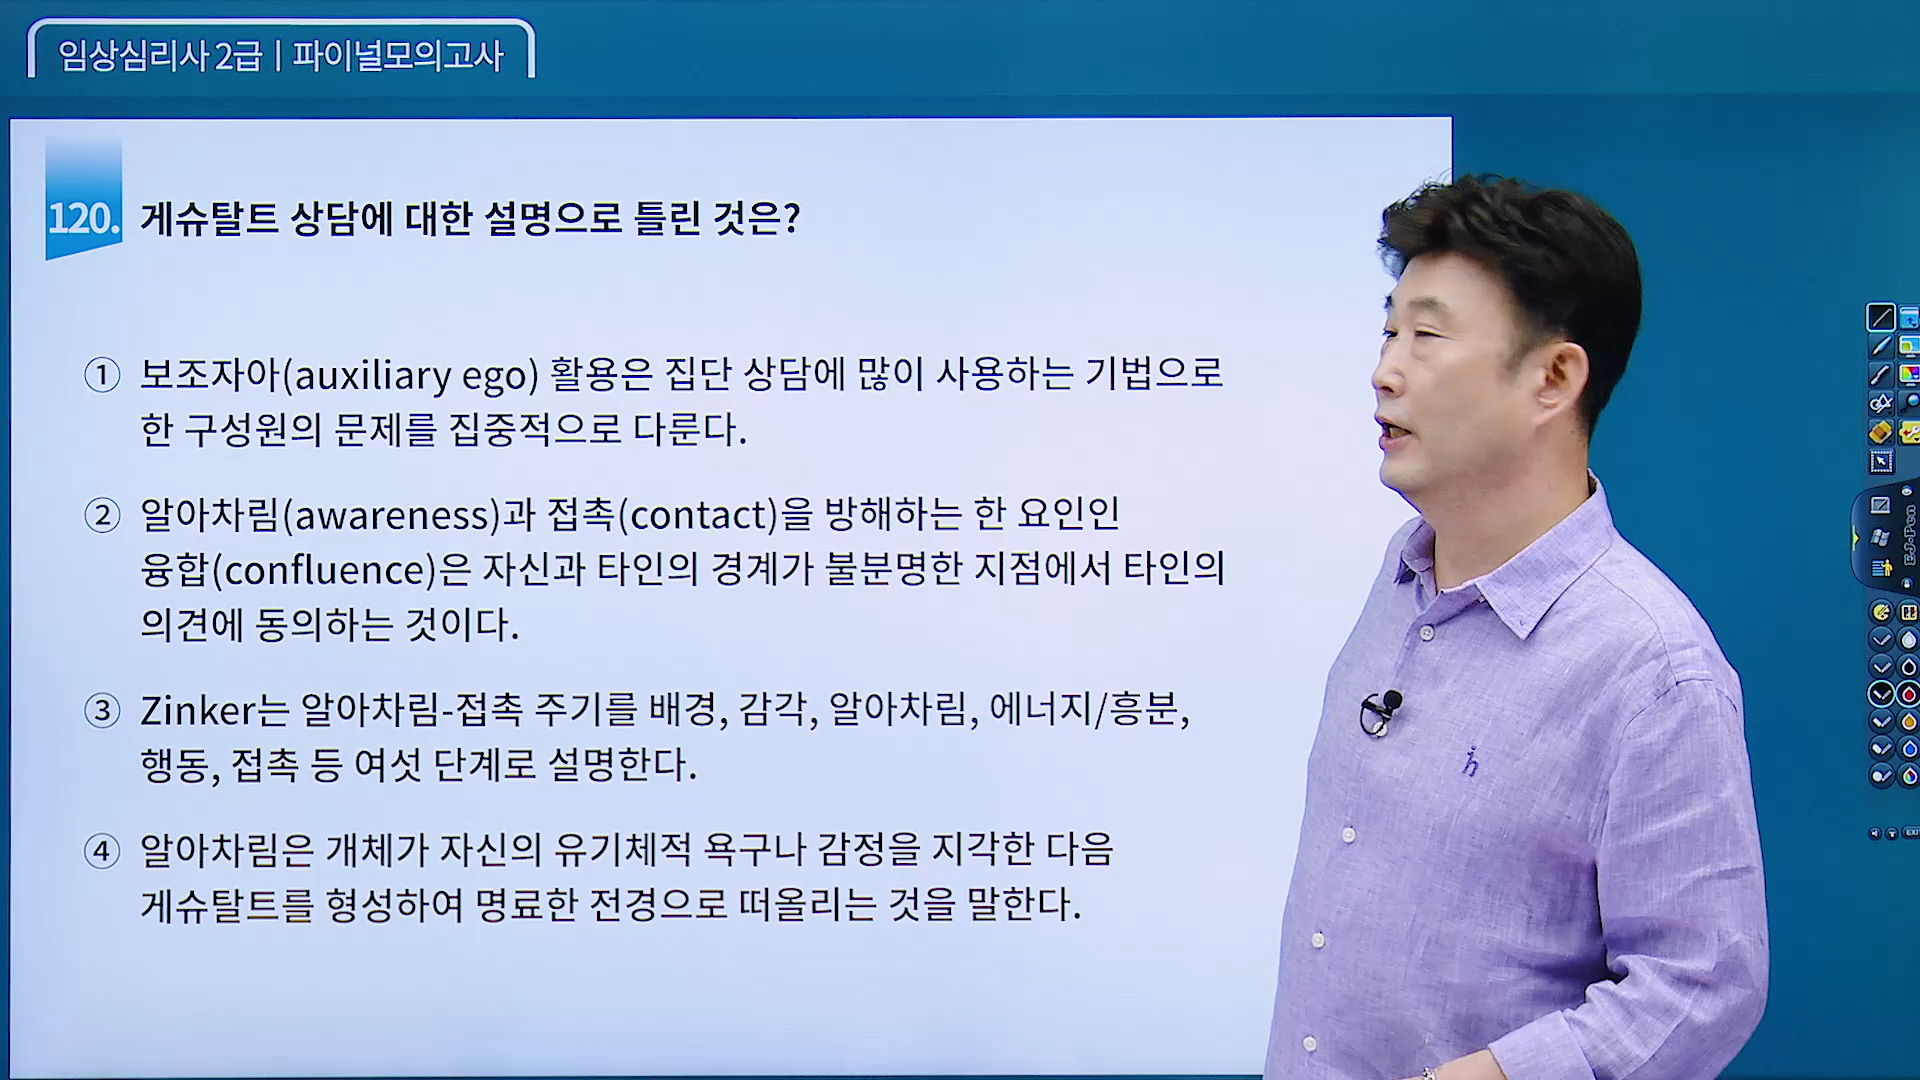 임상심리사 2급 | 파이널모의고사
120. 게슈탈트 상담에 대한 설명으로 틀린 것은?
① 보조자아(auxiliary ego) 활용은 집단 상담에 많이 사용하는 기법으로
한 구성원의 문제를 집중적으로 다룬다.
② 알아차림(awareness)과 접촉(contact)을 방해하는 한 요인인
융합(confluence)은 자신과 타인의 경계가 불분명한 지점에서 타인의
의견에 동의하는 것이다.
③ Zinker는 알아차림-접촉 주기를 배경, 감각, 알아차림, 에너지/흥분,
행동, 접촉 등 여섯 단계로 설명한다.
④ 알아차림은 개체가 자신의 유기체적 욕구나 감정을 지각한 다음
게슈탈트를 형성하여 명료한 전경으로 떠올리는 것을 말한다.
EJ-Pen